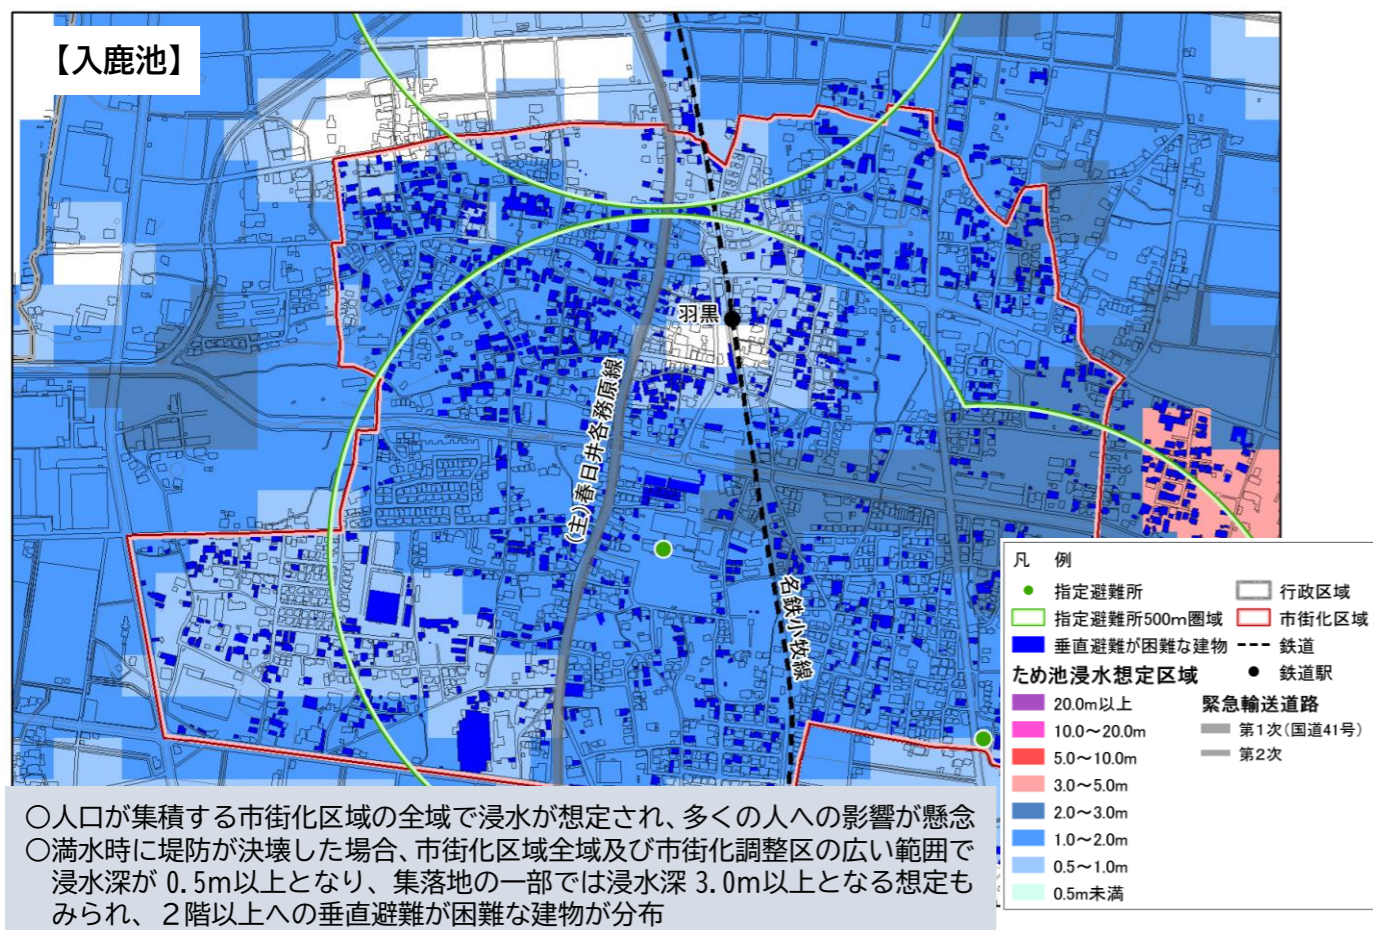 【入鹿池】
羽黒
(主)春日井各務原線
名鉄小牧線
凡　例
指定避難所
行政区域
指定避難所500m圏域
市街化区域
垂直避難が困難な建物
鉄道
ため池浸水想定区域
鉄道駅
20.0m以上
緊急輸送道路
10.0～20.0m
第1次(国道41号)
5.0～10.0m
第2次
3.0～5.0m
2.0～3.0m
1.0～2.0m
0.5～1.0m
0.5m未満
○人口が集積する市街化区域の全域で浸水が想定され、多くの人への影響が懸念
○満水時に堤防が決壊した場合、市街化区域全域及び市街化調整区の広い範囲で
浸水深が 0.5m以上となり、集落地の一部では浸水深 3.0m以上となる想定も
みられ、２階以上への垂直避難が困難な建物が分布